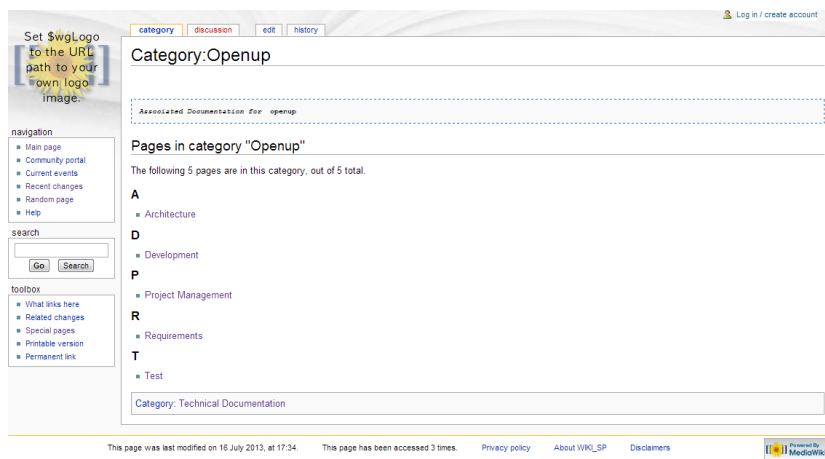 Log in / create account
category discussion edit history
Set $wgLogo
to the URL
path to your
own logo
image.
Category:Openup
Associated Documentation for openup
navigation
Main page
Community portal
Current events
Recent changes
Random page
Help
search
Go Search
toolbox
What links here
Related changes
Special pages
Printable version
Permanent link
Pages in category "Openup"
The following 5 pages are in this category, out of 5 total.
A
Architecture
D
Development
P
Project Management
R
Requirements
T
Test
Category: Technical Documentation
This page was last modified on 16 July 2013, at 17:34. This page has been accessed 3 times. Privacy policy About WIKI_SP Disclaimers
Powered By
MediaWiki